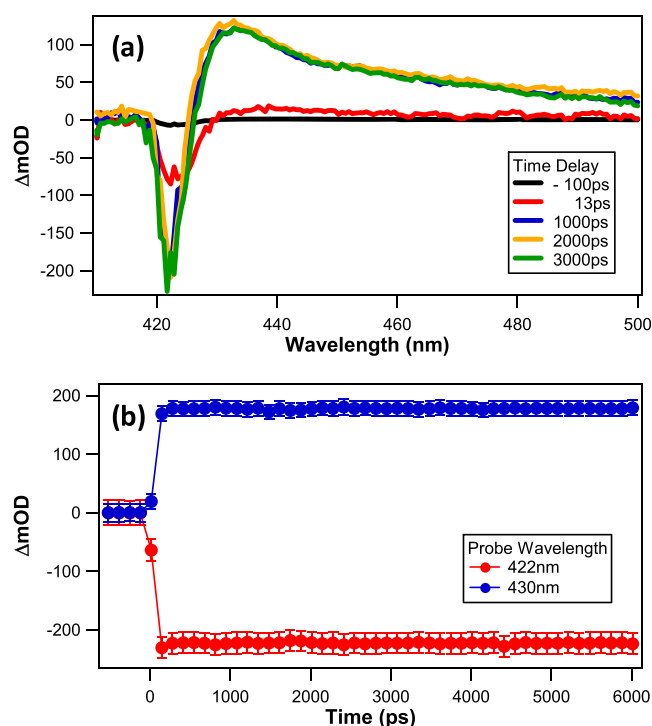 (a)
100
50
0
-50
-100
-150
-200
ΔmOD
Time Delay
- 100ps
13ps
1000ps
2000ps
3000ps
420
440
460
480
500
Wavelength (nm)
(b)
200
100
0
-100
-200
ΔmOD
Probe Wavelength
422nm
430nm
0
1000
2000
3000
4000
5000
6000
Time (ps)